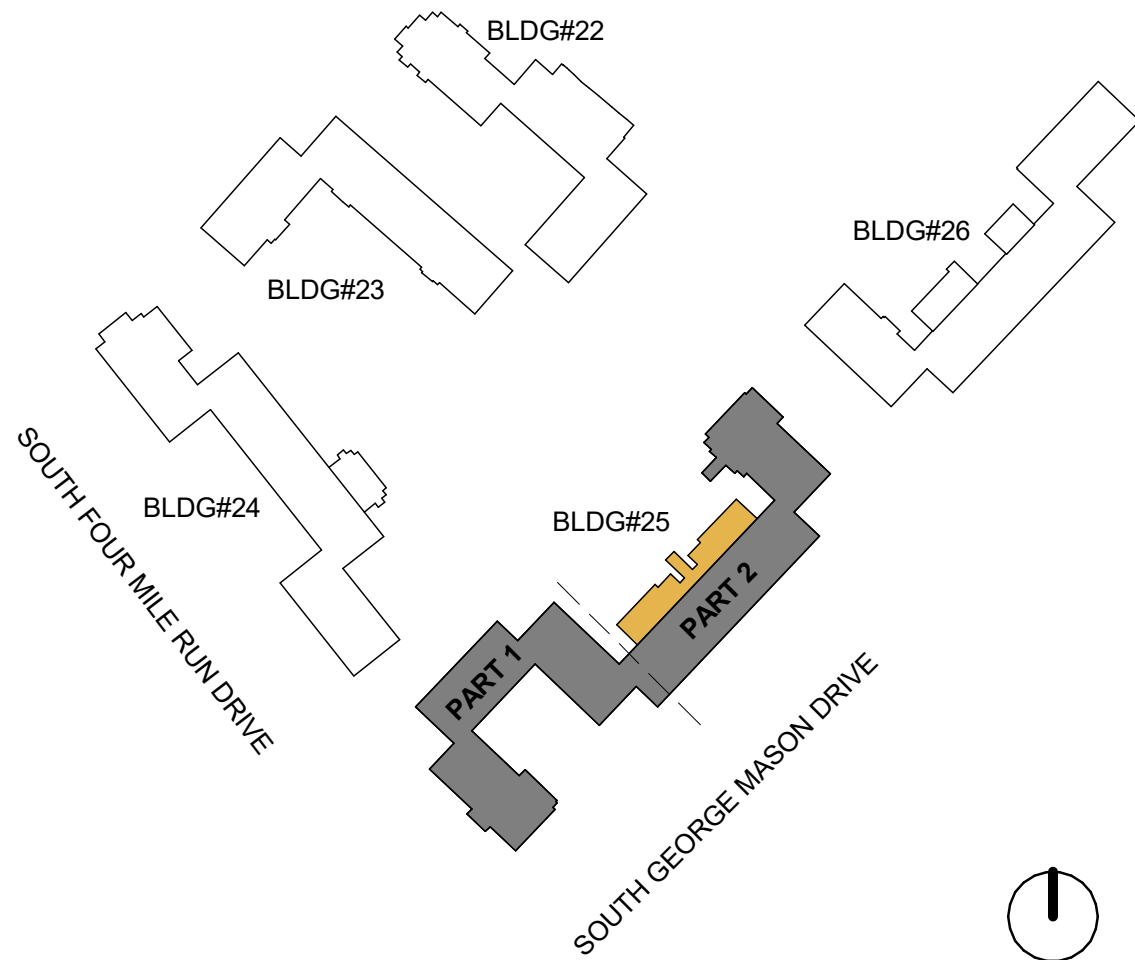 BLDG#22
BLDG#26
BLDG#23
BLDG#24
BLDG#25
SOUTH FOUR MILE RUN DRIVE
PART 2
PART 1
SOUTH GEORGE MASON DRIVE